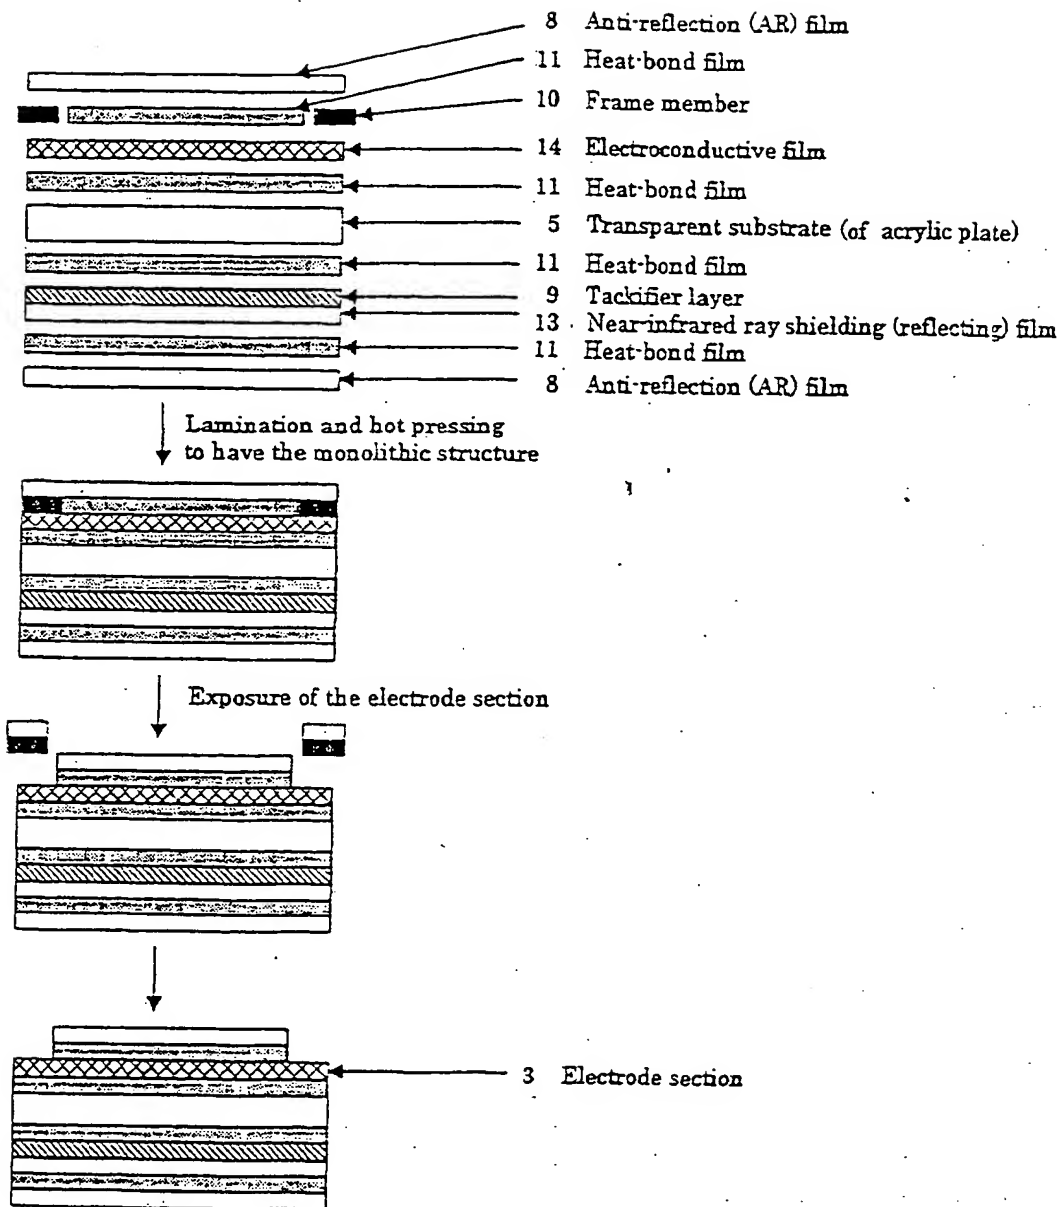 8 Anti-reflection (AR) film
11 Heat-bond film
10 Frame member
14 Electroconductive film
11 Heat-bond film
5 Transparent substrate (of acrylic plate)
11 Heat-bond film
9 Tackifier layer
13 Near-infrared ray shielding (reflecting) film
11 Heat-bond film
8 Anti-reflection (AR) film
Lamination and hot pressing
to have the monolithic structure
Exposure of the electrode section
3 Electrode section